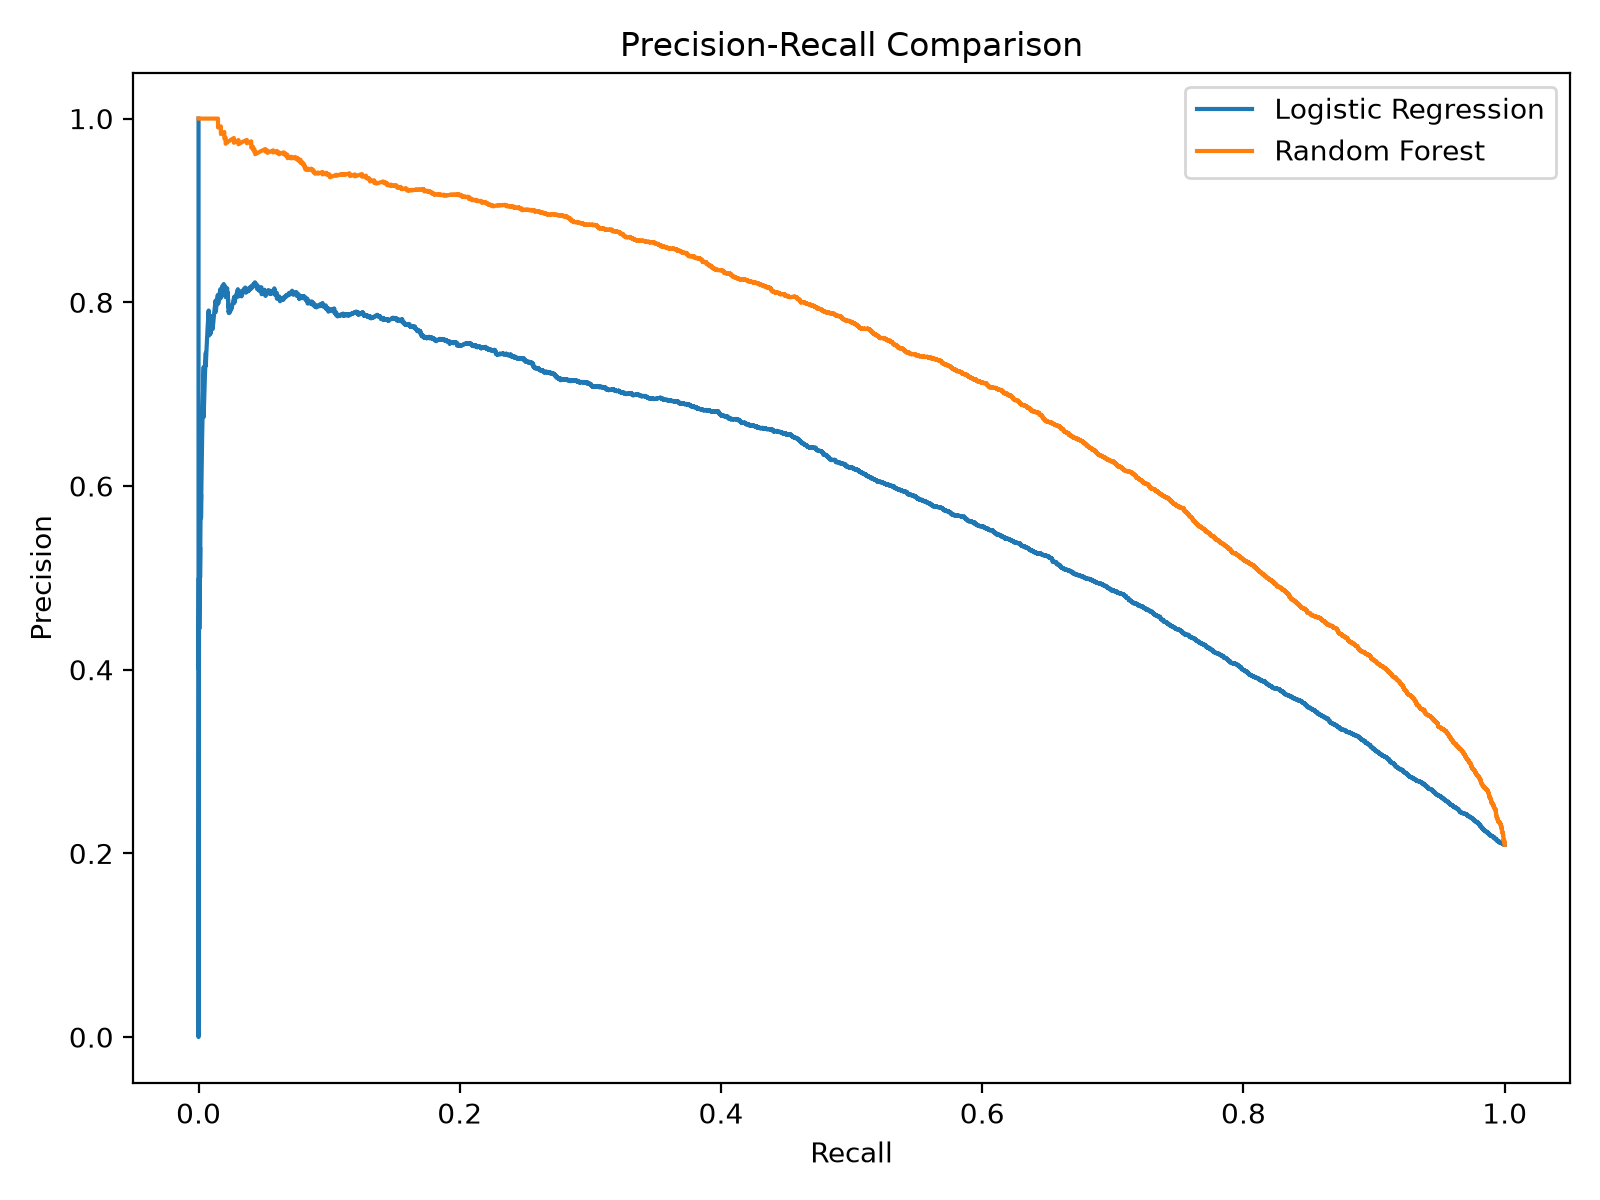 Precision-Recall Comparison
Logistic Regression
Random Forest
1.0
0.8
0.6
0.4
0.2
0.0
Precision
0.0 0.2 0.4 0.6 0.8 1.0
Recall